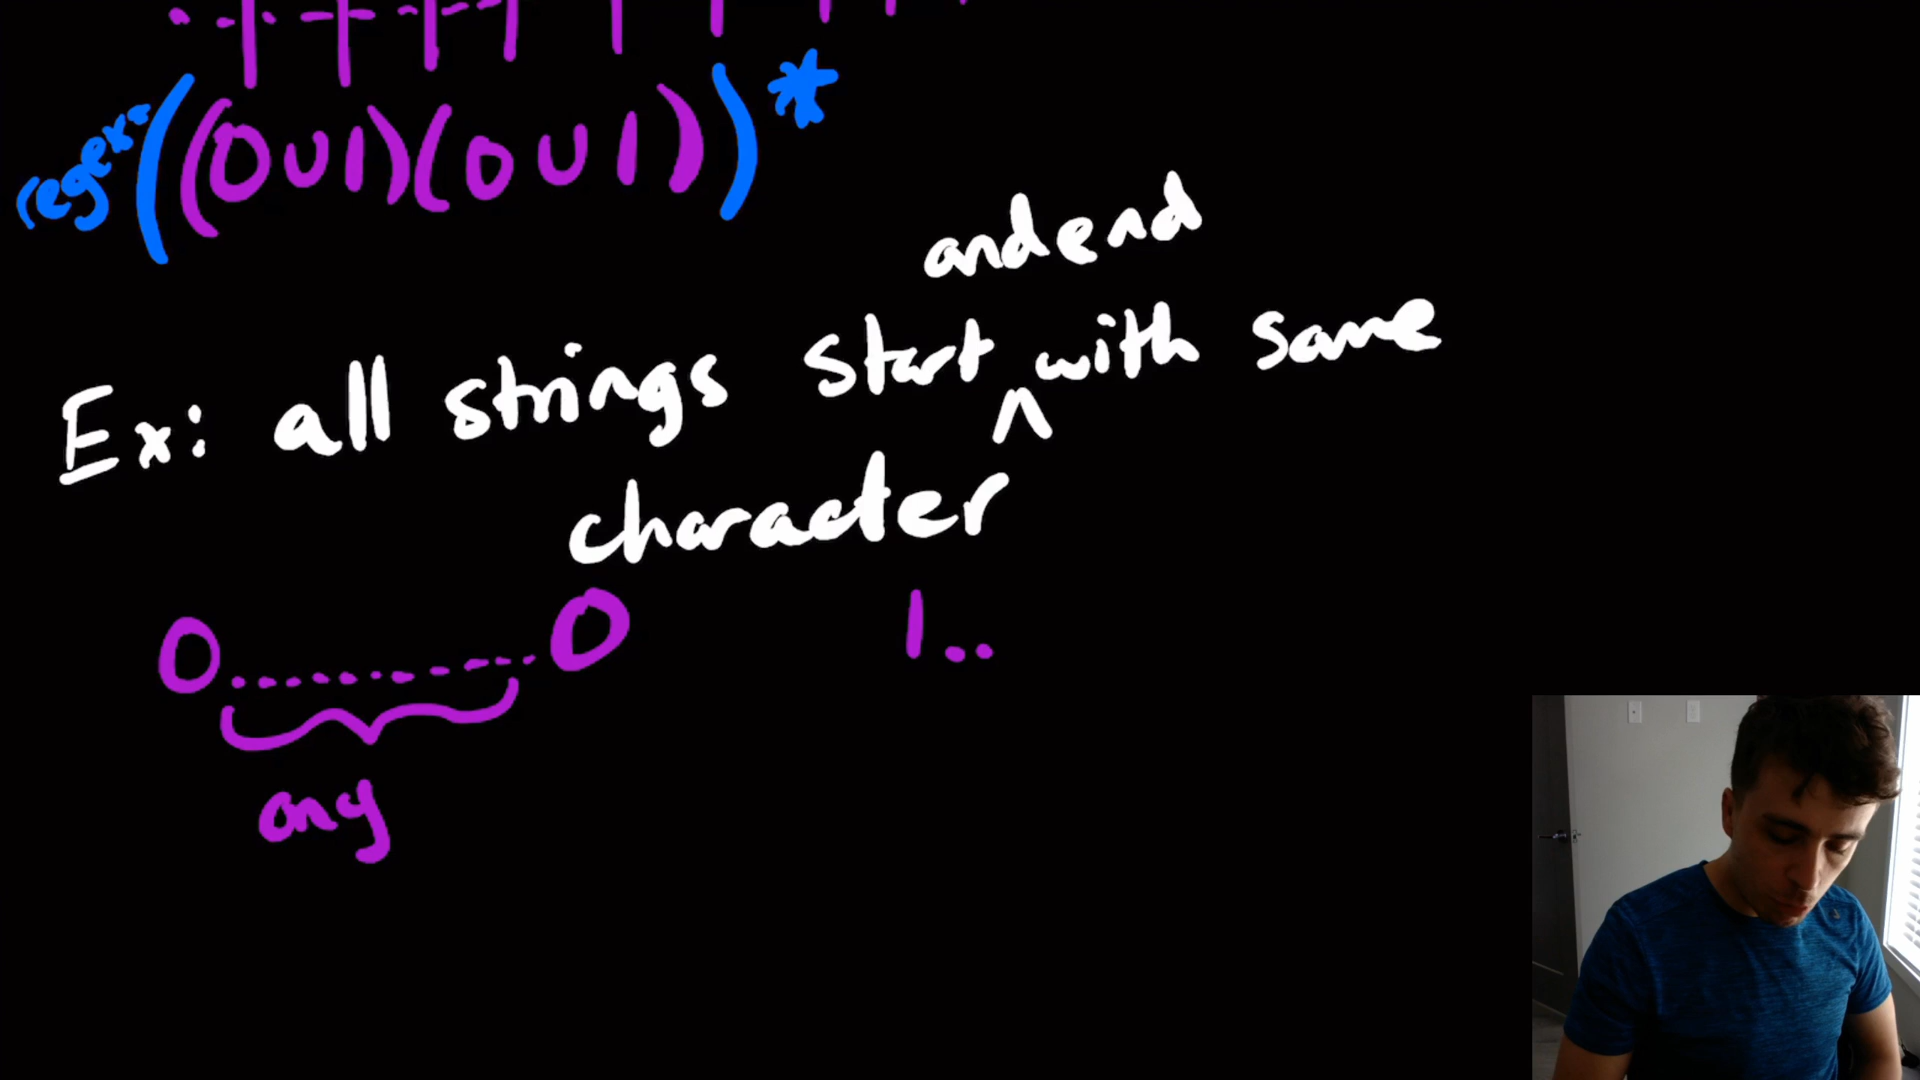 regex= ((0∪1)(0∪1))*
and end
Ex: all strings start ^ with same
character
0..............0 1..
any